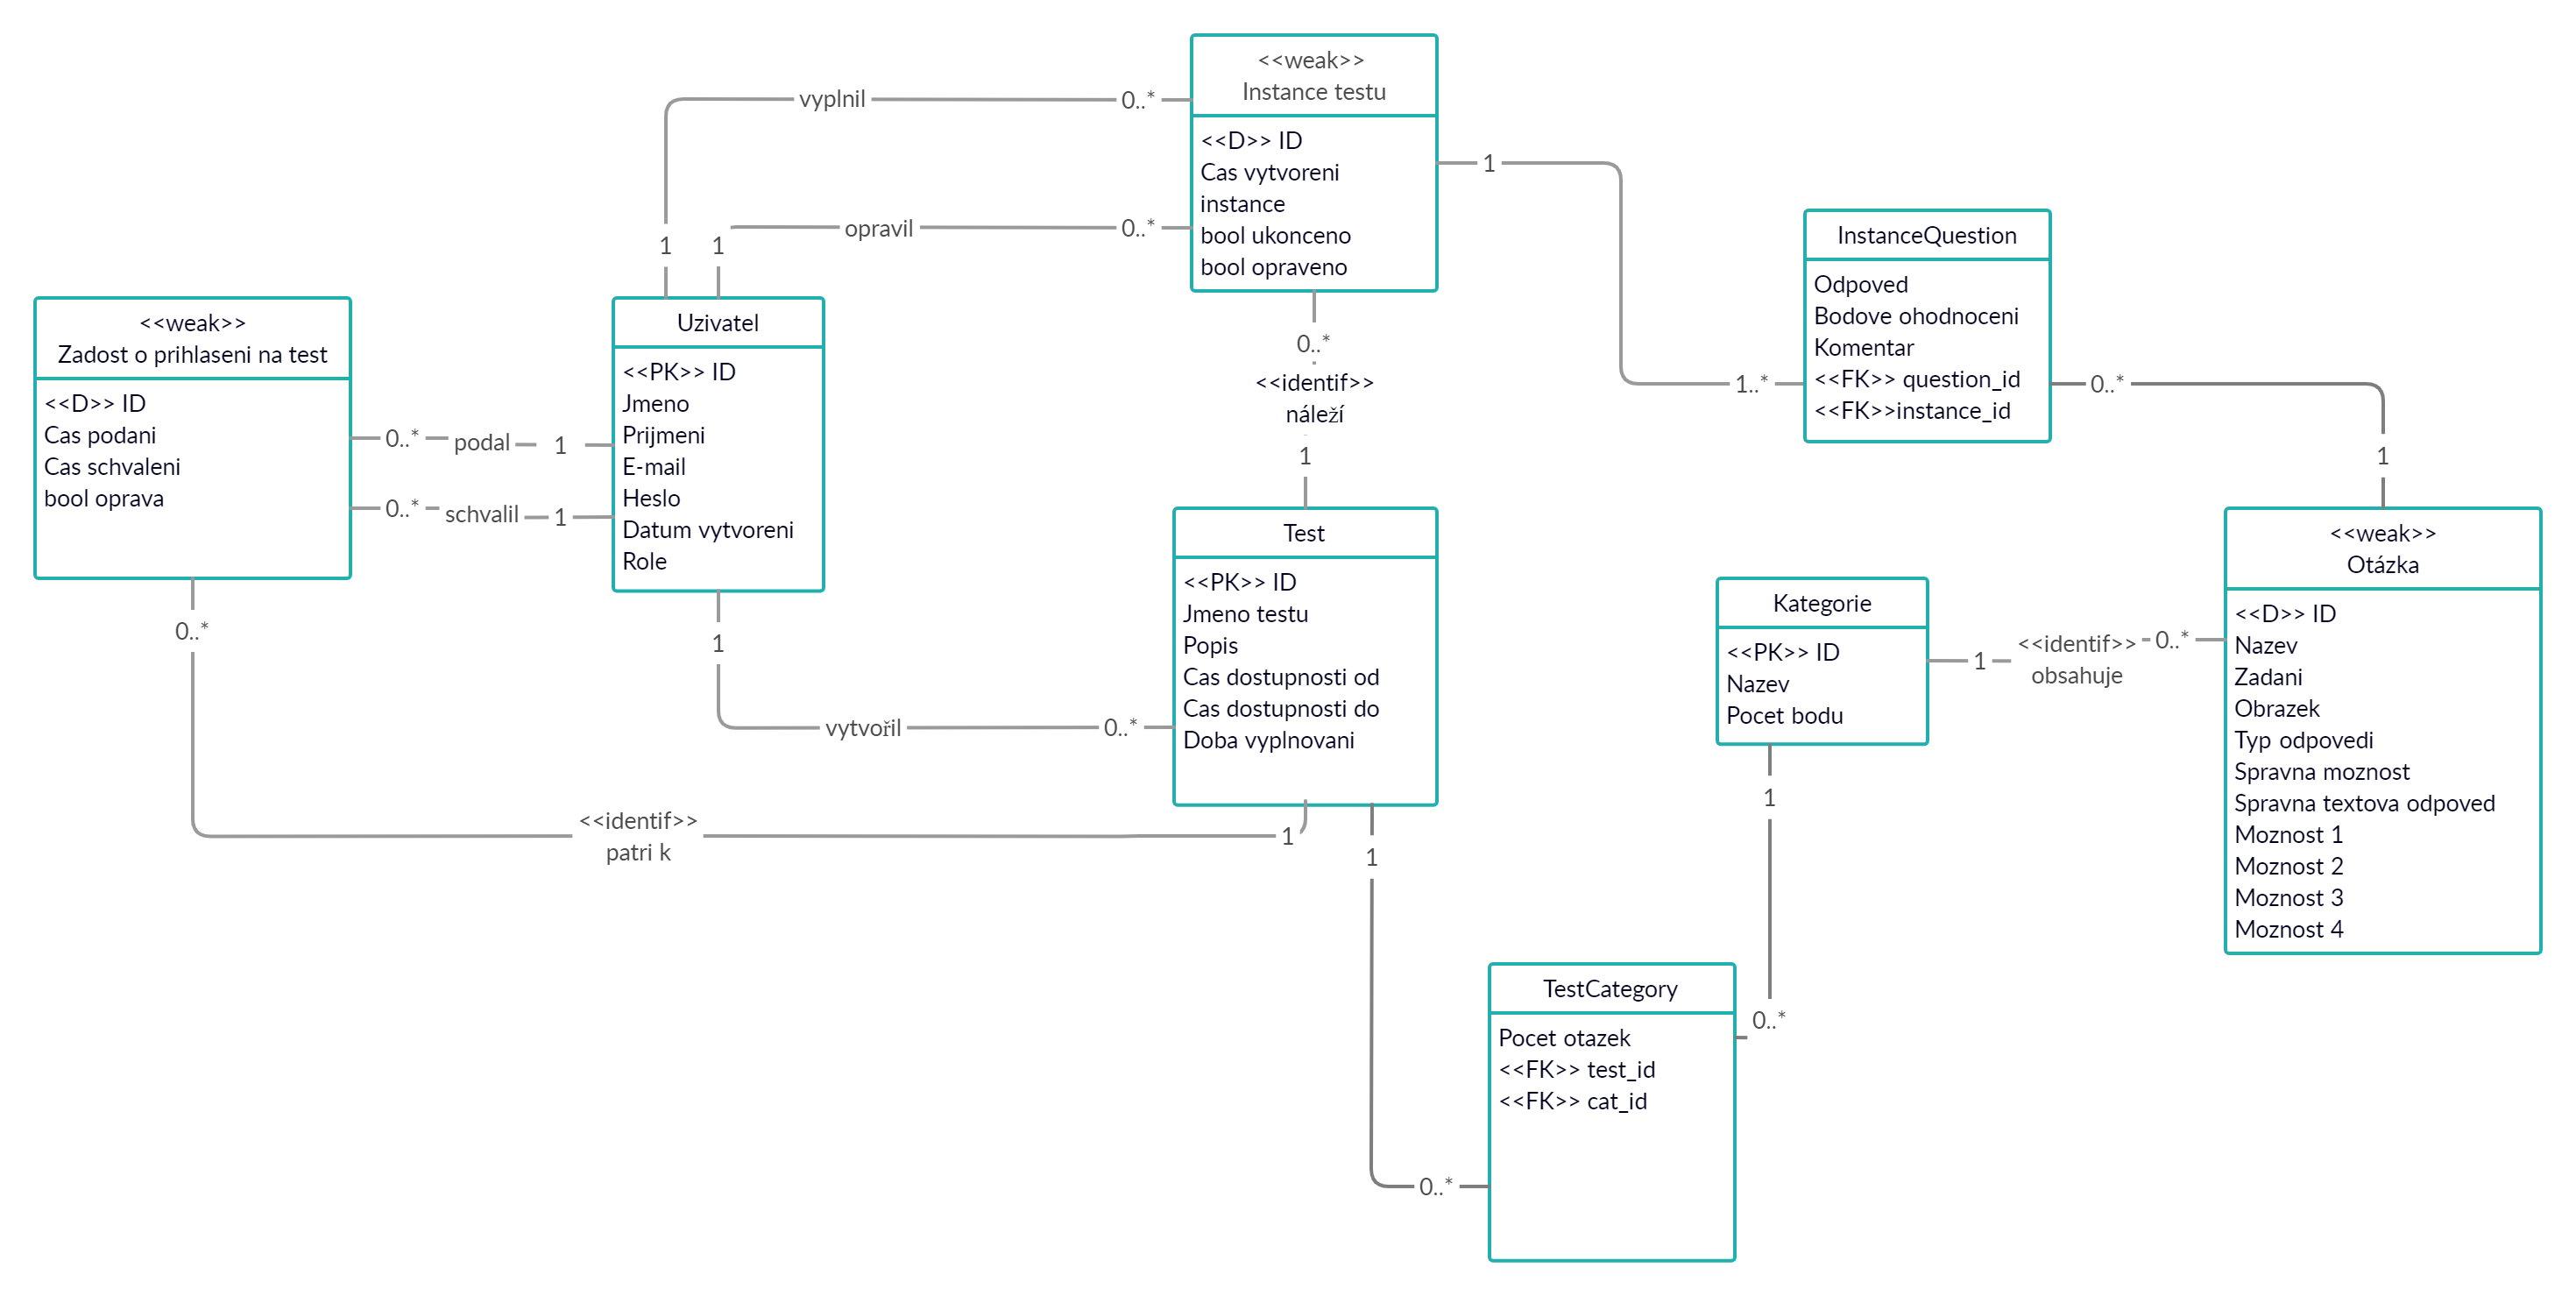 <<weak>>
Instance testu
<<D>> ID
Cas vytvoreni
instance
bool ukonceno
bool opraveno
vyplnil
0..*
1
opravil
0..*
1
1
InstanceQuestion
Odpoved
Bodove ohodnoceni
Komentar
<<FK>> question_id
<<FK>>instance_id
1..*
0..*
1
<<weak>>
Zadost o prihlaseni na test
<<D>> ID
Cas podani
Cas schvaleni
bool oprava
0..*
podal
1
0..*
schvalil
1
0..*
Uzivatel
<<PK>> ID
Jmeno
Prijmeni
E-mail
Heslo
Datum vytvoreni
Role
1
vytvořil
0..*
0..*
<<identif>>
náleží
1
Test
<<PK>> ID
Jmeno testu
Popis
Cas dostupnosti od
Cas dostupnosti do
Doba vyplnovani
<<identif>>
patri k
1
1
0..*
Kategorie
<<PK>> ID
Nazev
Pocet bodu
1
<<identif>>
obsahuje
0..*
1
0..*
<<weak>>
Otázka
<<D>> ID
Nazev
Zadani
Obrazek
Typ odpovedi
Spravna moznost
Spravna textova odpoved
Moznost 1
Moznost 2
Moznost 3
Moznost 4
TestCategory
Pocet otazek
<<FK>> test_id
<<FK>> cat_id